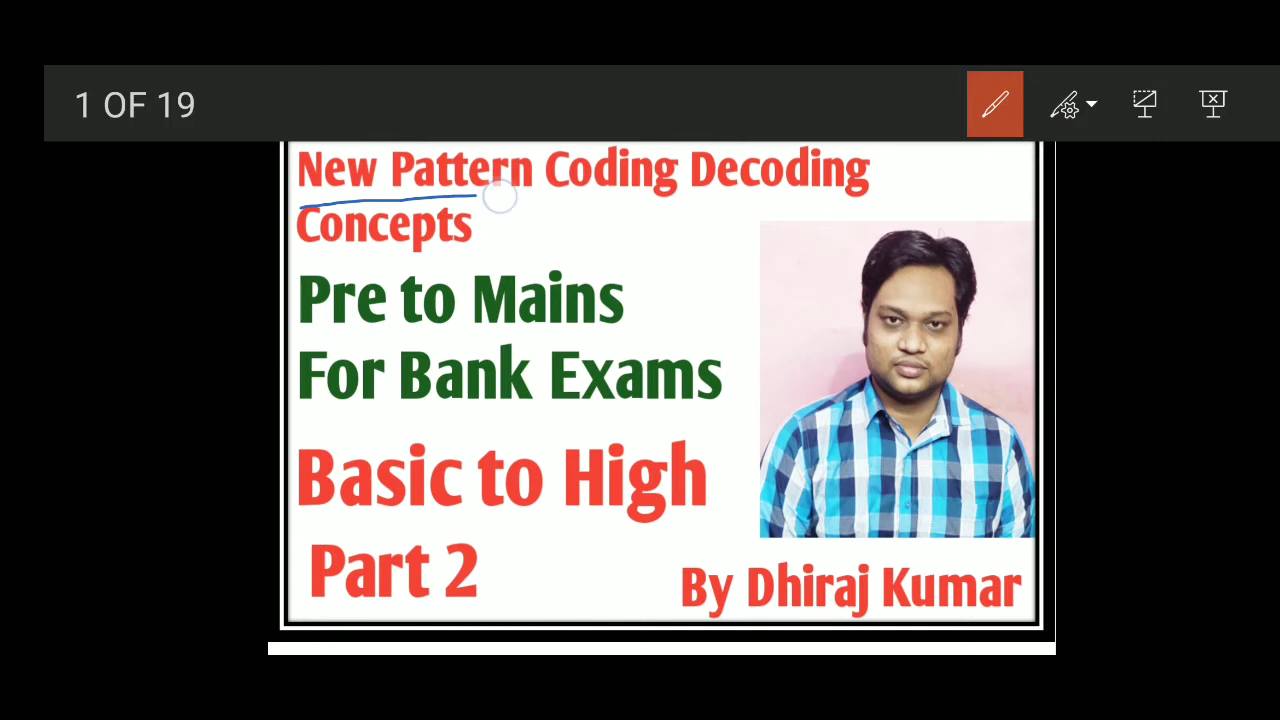 1 OF 19
New Pattern Coding Decoding
Concepts
Pre to Mains
For Bank Exams
Basic to High
Part 2
By Dhiraj Kumar